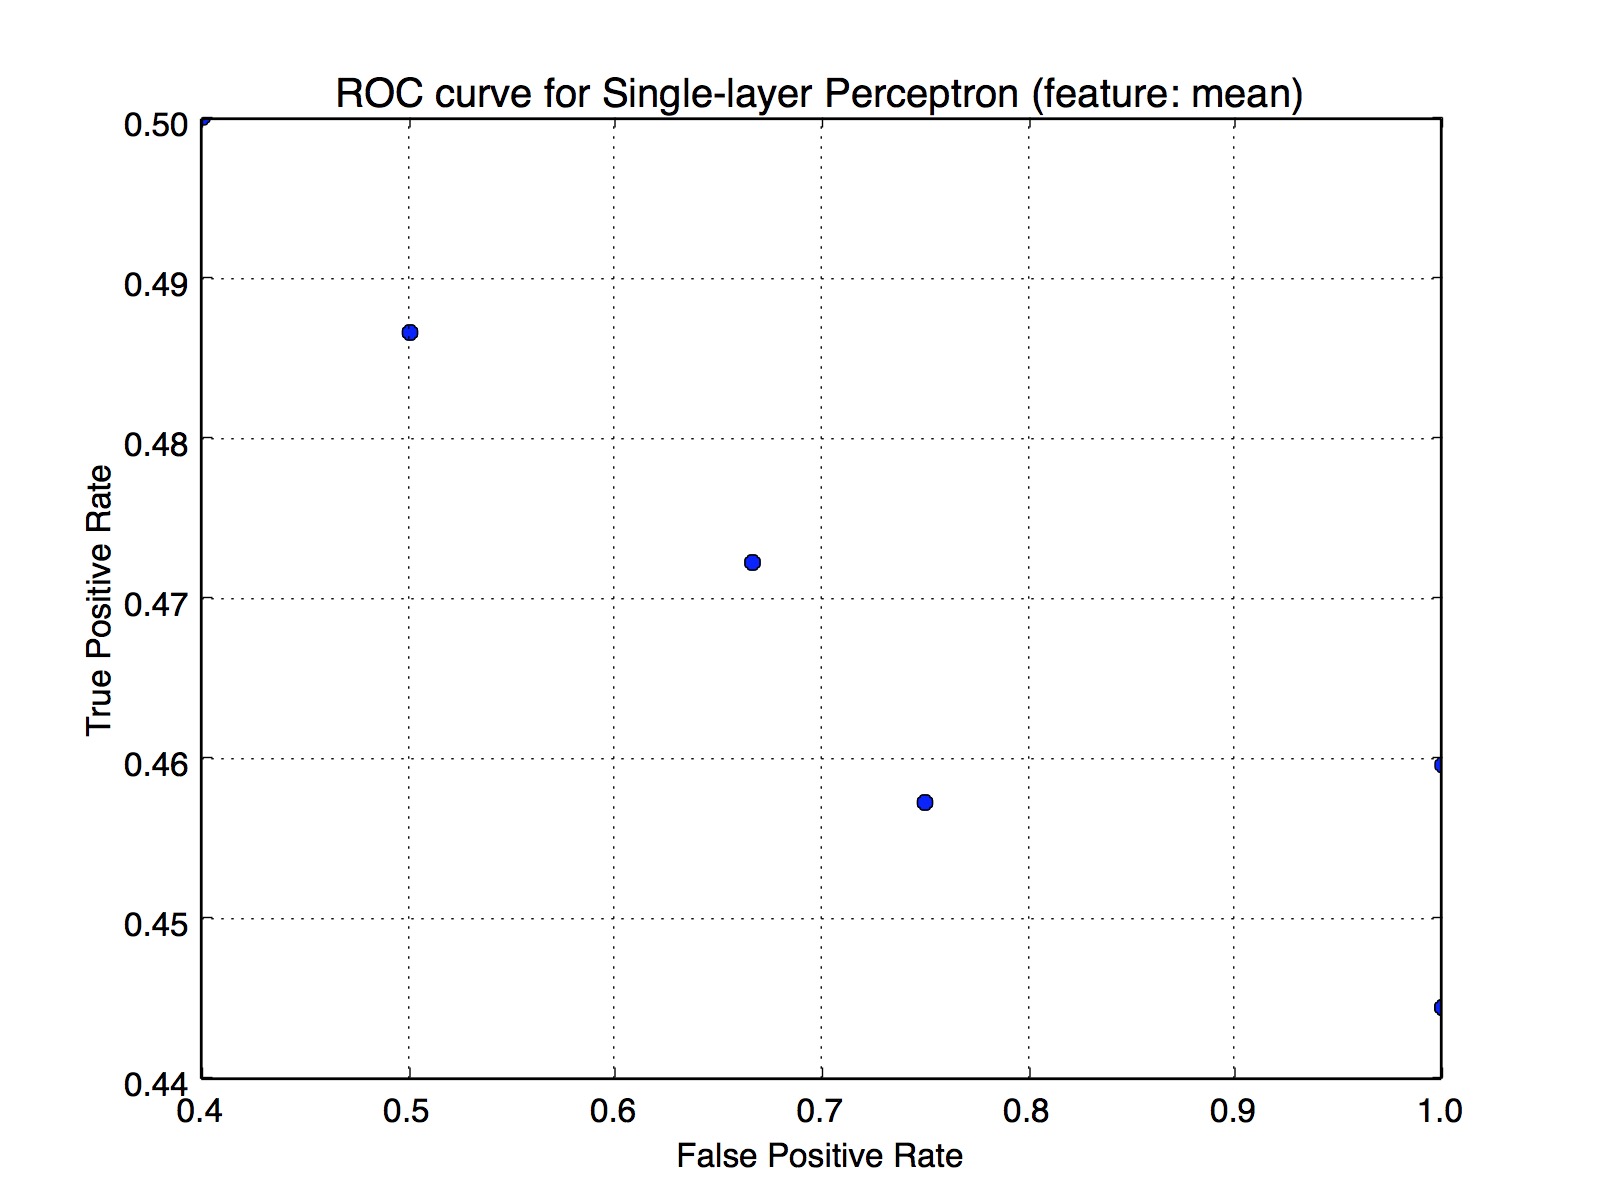 ROC curve for Single-layer Perceptron (feature: mean)
0.50
0.49
0.48
0.47
0.46
0.45
0.44
True Positive Rate
0.4 0.5 0.6 0.7 0.8 0.9 1.0
False Positive Rate